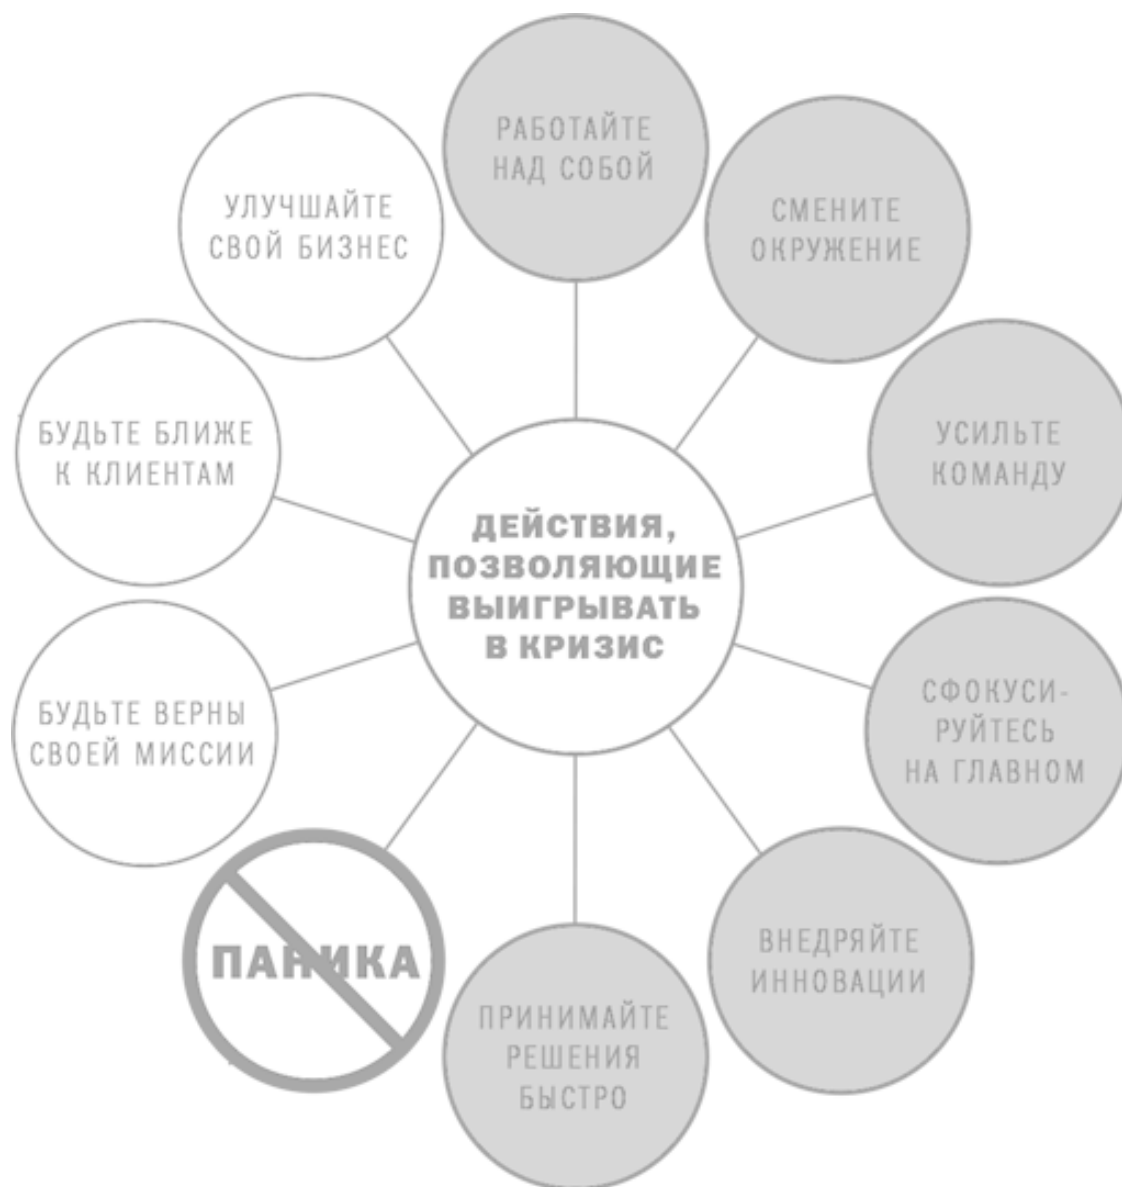 РАБОТАЙТЕ
НАД СОБОЙ
СМЕНИТЕ
ОКРУЖЕНИЕ
УСИЛЬТЕ
КОМАНДУ
СФОКУСИ-
РУЙТЕСЬ
НА ГЛАВНОМ
ВНЕДРЯЙТЕ
ИННОВАЦИИ
ПРИНИМАЙТЕ
РЕШЕНИЯ
БЫСТРО
ПАНИКА
БУДЬТЕ ВЕРНЫ
СВОЕЙ МИССИИ
БУДЬТЕ БЛИЖЕ
К КЛИЕНТАМ
УЛУЧШАЙТЕ
СВОЙ БИЗНЕС
ДЕЙСТВИЯ,
ПОЗВОЛЯЮЩИЕ
ВЫИГРЫВАТЬ
В КРИЗИС